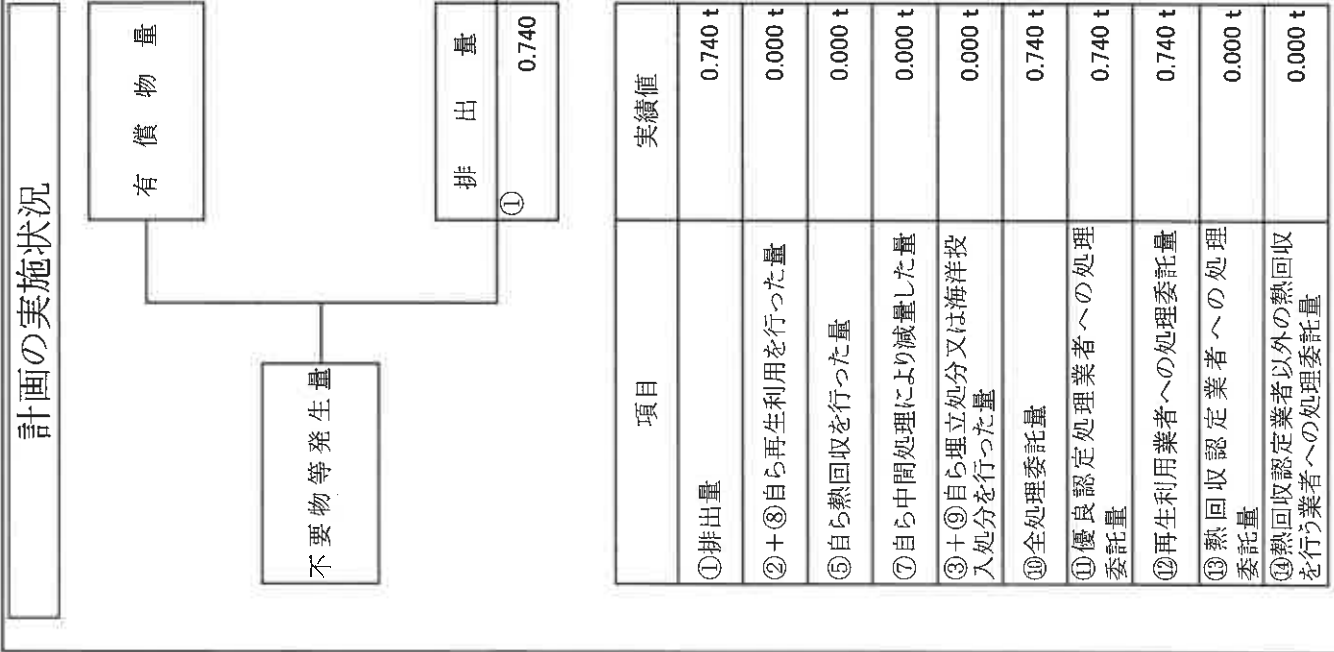 計画の実施状況
有償物量
不要物等発生量
排出量
①
0.740
項目 実績値
①排出量 0.740 t
②+⑧自ら再生利用を行った量 0.000 t
⑤自ら熱回収を行った量 0.000 t
⑦自ら中間処理により減量した量 0.000 t
③+⑨自ら埋立処分又は海洋投
入処分を行った量 0.000 t
⑩全処理委託量 0.740 t
⑪優良認定処理業者への処理
委託量 0.740 t
⑫再生利用業者への処理委託量 0.740 t
⑬熱回収認定業者への処理
委託量 0.000 t
⑭熱回収認定業者以外の熱回収
を行う業者への処理委託量 0.000 t